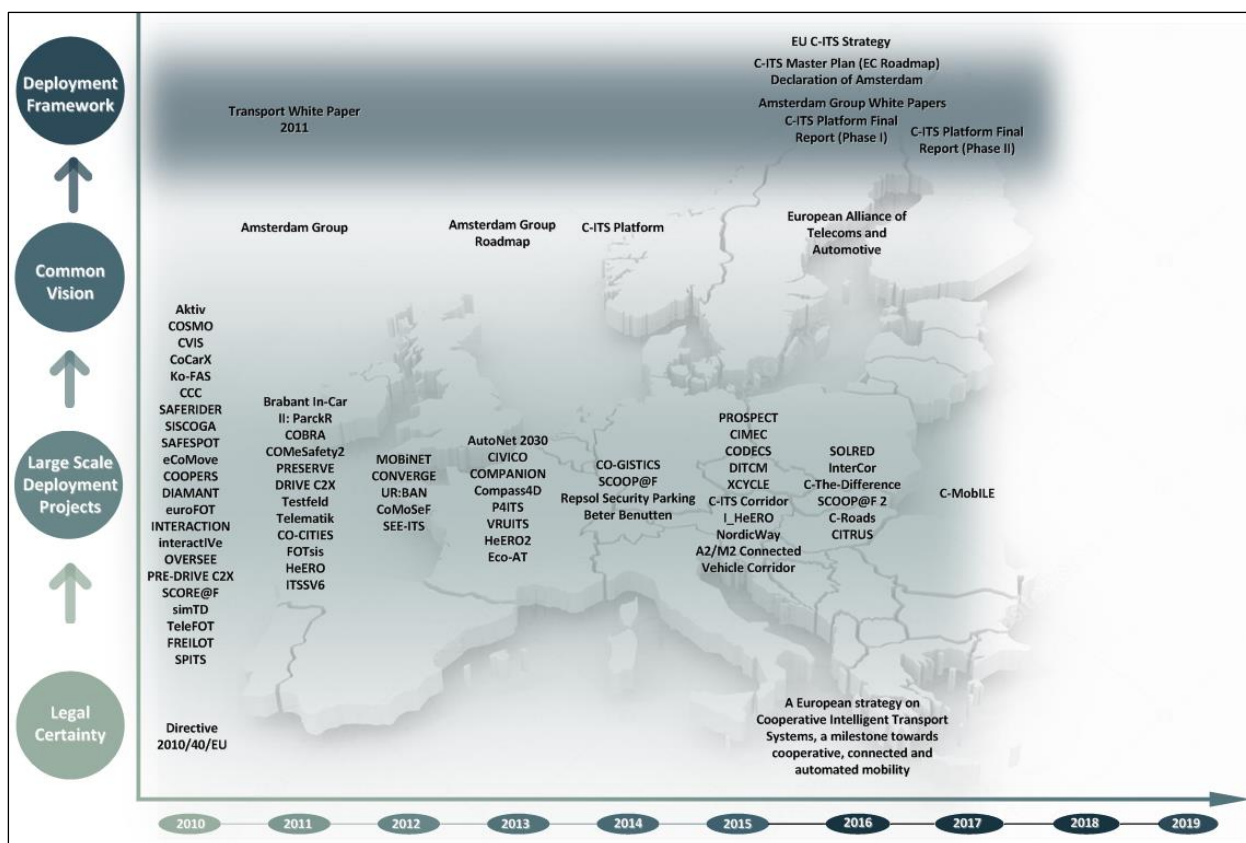 Deployment
Framework
EU C-ITS Strategy
C-ITS Master Plan (EC Roadmap)
Declaration of Amsterdam
Transport White Paper
2011
Amsterdam Group White Papers
C-ITS Platform Final
Report (Phase I)
C-ITS Platform Final
Report (Phase II)
Common
Vision
Amsterdam Group
Amsterdam Group
Roadmap
C-ITS Platform
European Alliance of
Telecoms and
Automotive
Large Scale
Deployment
Projects
Aktiv
COSMO
CVIS
CoCarX
Ko-FAS
CCC
SAFERIDER
SISCOGA
SAFESPOT
eCoMove
COOPERS
DIAMANT
euroFOT
INTERACTION
interactIVe
OVERSEE
PRE-DRIVE C2X
SCORE@F
simTD
TeleFOT
FREILOT
SPITS
Brabant In-Car
II: ParckR
COBRA
COMeSafety2
PRESERVE
DRIVE C2X
Testfeld
Telematik
CO-CITIES
FOTsis
HeERO
ITSSV6
MOBiNET
CONVERGE
UR:BAN
CoMoSeF
SEE-ITS
AutoNet 2030
CIVICO
COMPANION
Compass4D
P4ITS
VRUITS
HeERO2
Eco-AT
CO-GISTICS
SCOOP@F
Repsol Security Parking
Beter Benutten
PROSPECT
CIMEC
CODECS
DITCM
XCYCLE
C-ITS Corridor
I_HeERO
NordicWay
A2/M2 Connected
Vehicle Corridor
SOLRED
InterCor
C-The-Difference
SCOOP@F 2
C-Roads
CITRUS
C-MobILE
Legal
Certainty
Directive
2010/40/EU
A European strategy on
Cooperative Intelligent Transport
Systems, a milestone towards
cooperative, connected and
automated mobility
2010
2011
2012
2013
2014
2015
2016
2017
2018
2019